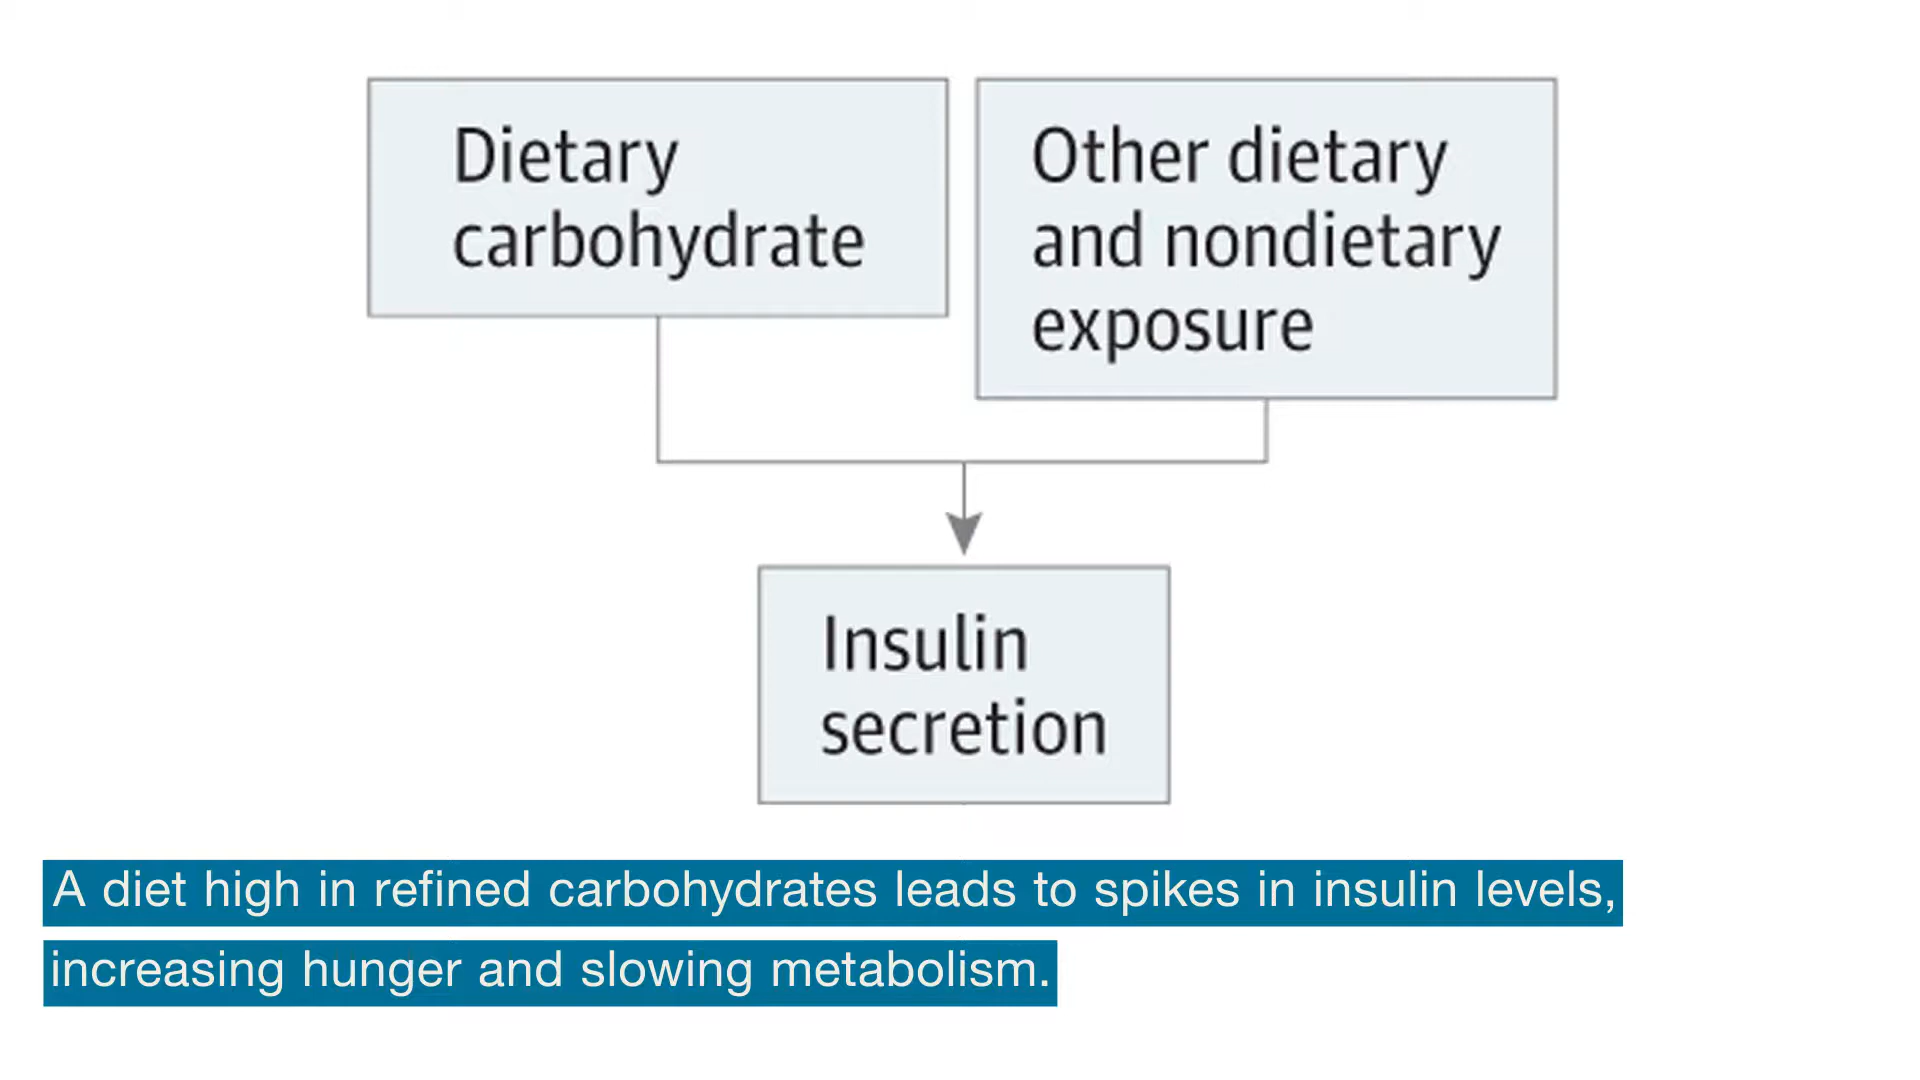 Dietary
carbohydrate
Other dietary
and nondietary
exposure
Insulin
secretion
A diet high in refined carbohydrates leads to spikes in insulin levels,
increasing hunger and slowing metabolism.